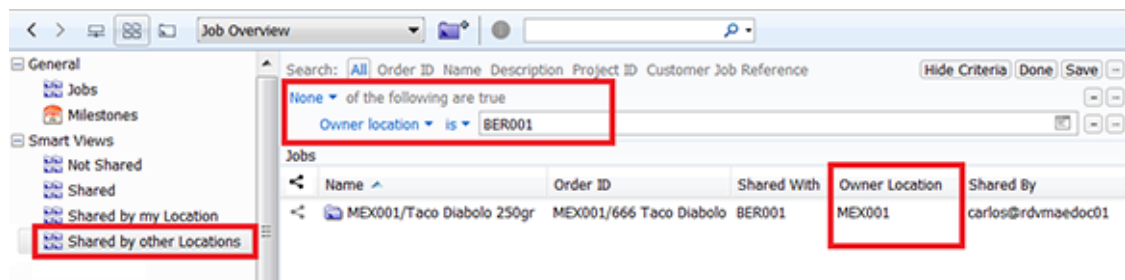 Job Overview
General
Jobs
Milestones
Smart Views
Not Shared
Shared
Shared by my Location
Shared by other Locations
Search: All Order ID Name Description Project ID Customer Job Reference Hide Criteria Done Save
None of the following are true
Owner location is BER001
Jobs
Name Order ID Shared With Owner Location Shared By
MEX001/Taco Diabolo 250gr MEX001/666 Taco Diabolo BER001 MEX001 carlos@rdvmaedoc01